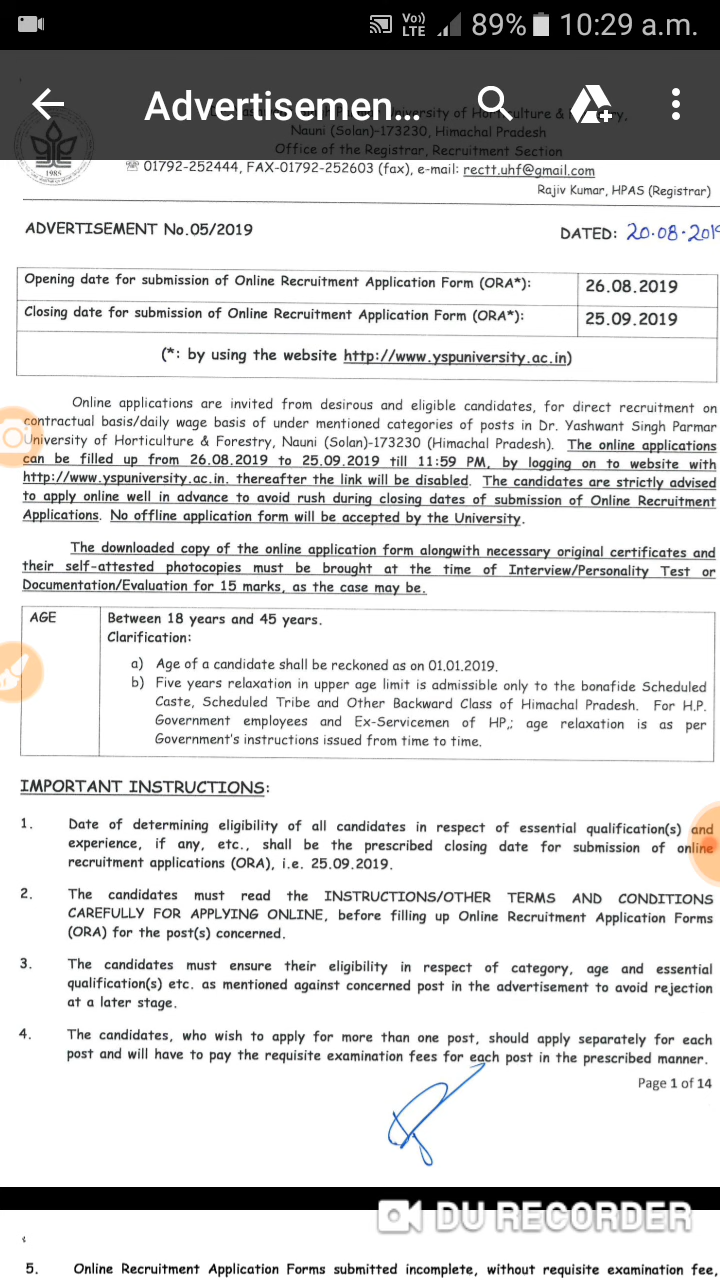 Vo)) LTE 89% 10:29 a.m.
Advertisemen...
University of Horticulture &
Nauni (Solan)-173230, Himachal Pradesh
Office of the Registrar, Recruitment Section
1985
☏ 01792-252444, FAX-01792-252603 (fax), e-mail: rectt.uhf@gmail.com
Rajiv Kumar, HPAS (Registrar)
ADVERTISEMENT No.05/2019
DATED: 20.08.2019
Opening date for submission of Online Recruitment Application Form (ORA*): 26.08.2019
Closing date for submission of Online Recruitment Application Form (ORA*): 25.09.2019
(*: by using the website http://www.yspuniversity.ac.in)
Online applications are invited from desirous and eligible candidates, for direct recruitment on
contractual basis/daily wage basis of under mentioned categories of posts in Dr. Yashwant Singh Parmar
University of Horticulture & Forestry, Nauni (Solan)-173230 (Himachal Pradesh). The online applications
can be filled up from 26.08.2019 to 25.09.2019 till 11:59 PM, by logging on to website with
http://www.yspuniversity.ac.in. thereafter the link will be disabled. The candidates are strictly advised
to apply online well in advance to avoid rush during closing dates of submission of Online Recruitment
Applications. No offline application form will be accepted by the University.
The downloaded copy of the online application form alongwith necessary original certificates and
their self-attested photocopies must be brought at the time of Interview/Personality Test or
Documentation/Evaluation for 15 marks, as the case may be.
AGE Between 18 years and 45 years.
Clarification:
a) Age of a candidate shall be reckoned as on 01.01.2019.
b) Five years relaxation in upper age limit is admissible only to the bonafide Scheduled
Caste, Scheduled Tribe and Other Backward Class of Himachal Pradesh. For H.P.
Government employees and Ex-Servicemen of HP,; age relaxation is as per
Government's instructions issued from time to time.
IMPORTANT INSTRUCTIONS:
1. Date of determining eligibility of all candidates in respect of essential qualification(s) and
experience, if any, etc., shall be the prescribed closing date for submission of online
recruitment applications (ORA), i.e. 25.09.2019.
2. The candidates must read the INSTRUCTIONS/OTHER TERMS AND CONDITIONS
CAREFULLY FOR APPLYING ONLINE, before filling up Online Recruitment Application Forms
(ORA) for the post(s) concerned.
3. The candidates must ensure their eligibility in respect of category, age and essential
qualification(s) etc. as mentioned against concerned post in the advertisement to avoid rejection
at a later stage.
4. The candidates, who wish to apply for more than one post, should apply separately for each
post and will have to pay the requisite examination fees for each post in the prescribed manner.
Page 1 of 14
DU RECORDER
5. Online Recruitment Application Forms submitted incomplete, without requisite examination fee,